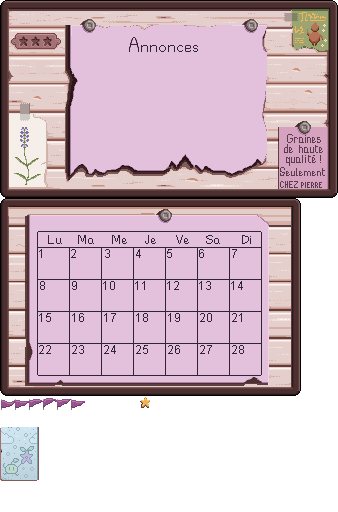 Annonces
Graines
de haute
qualité !
Seulement
CHEZ PIERRE
Lu Ma Me Je Ve Sa Di
1 2 3 4 5 6 7
8 9 10 11 12 13 14
15 16 17 18 19 20 21
22 23 24 25 26 27 28